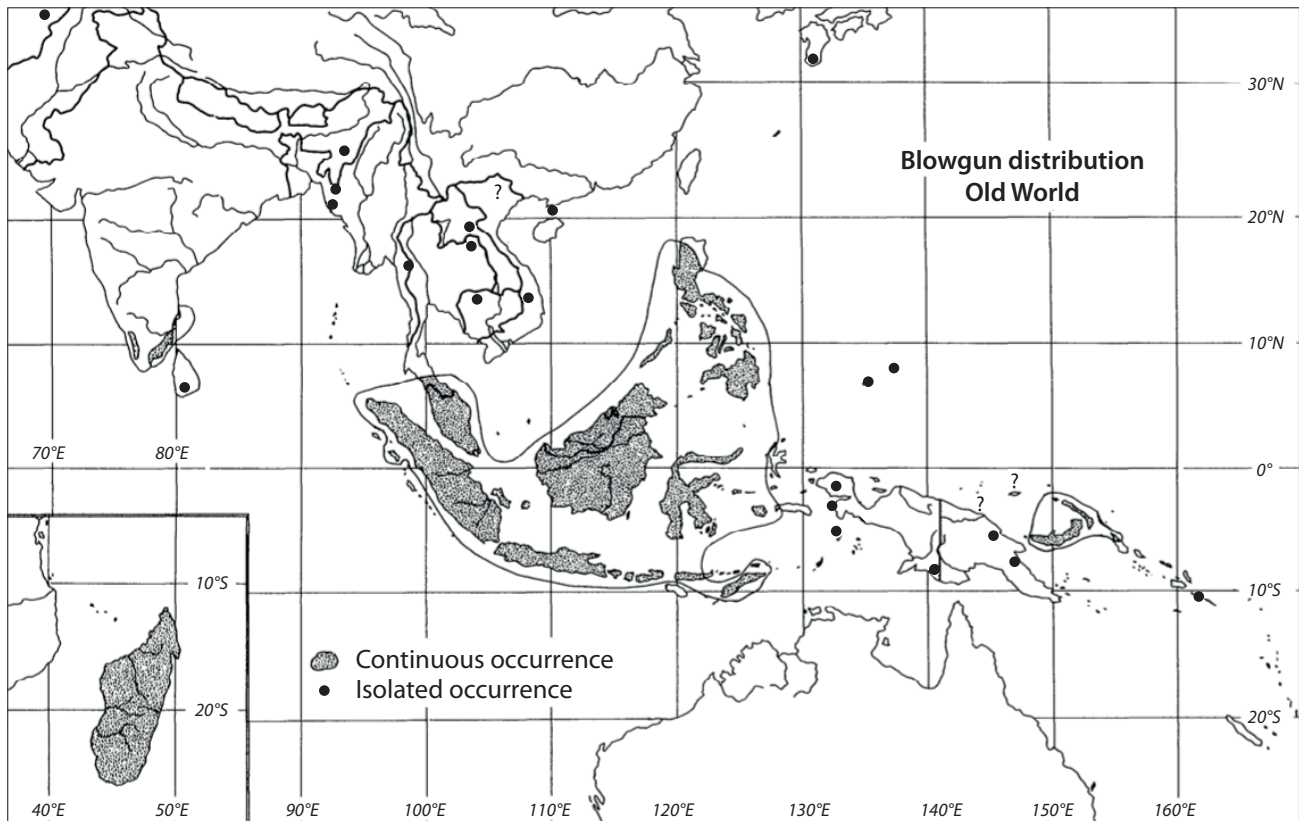 30°N
Blowgun distribution
Old World
?
20°N
10°N
70°E 80°E 0°
? ?
10°S 10°S
Continuous occurrence
Isolated occurrence
20°S 20°S
40°E 50°E 90°E 100°E 110°E 120°E 130°E 140°E 150°E 160°E